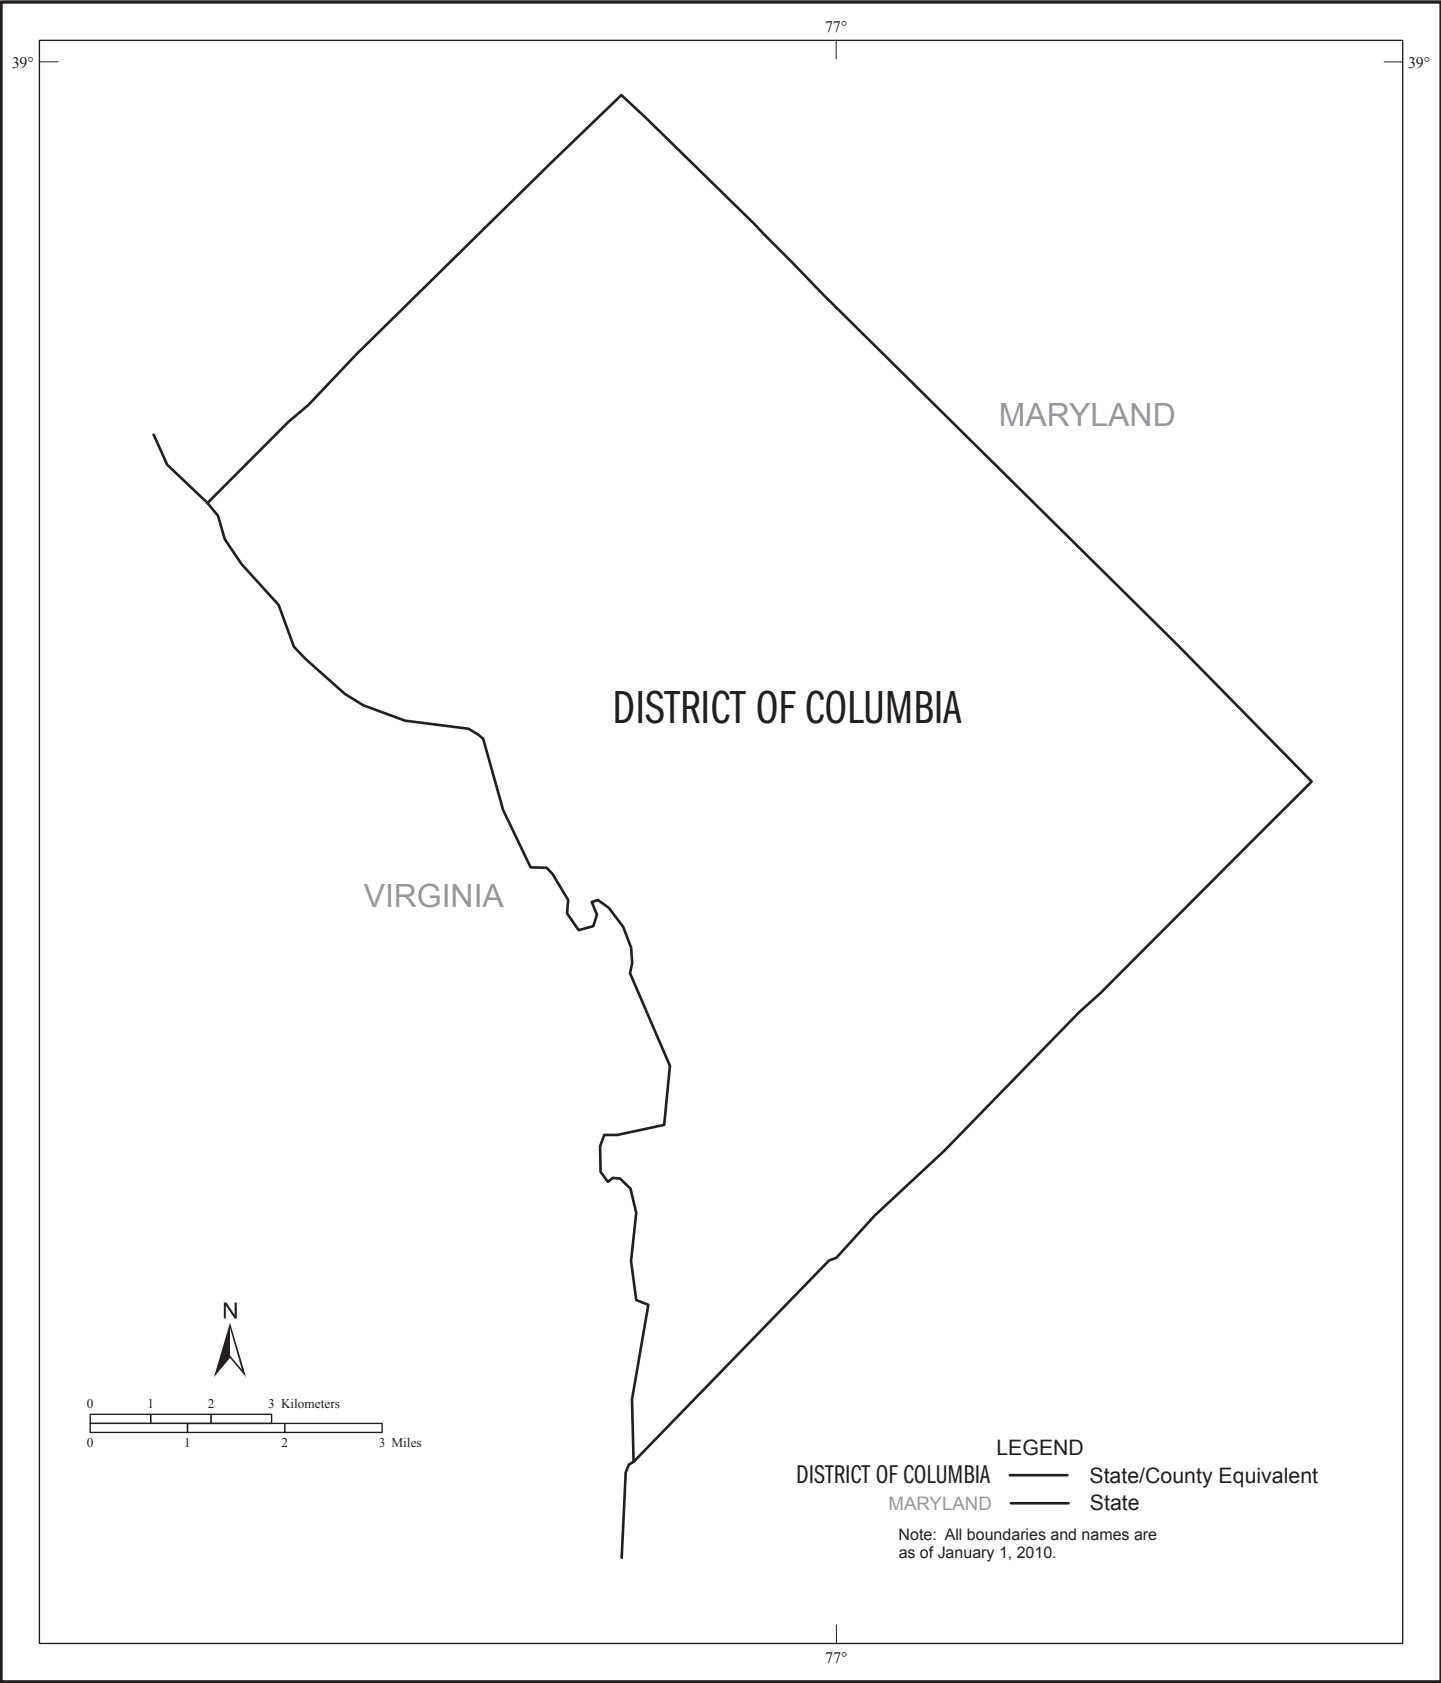 77°
39°
39°
MARYLAND
DISTRICT OF COLUMBIA
VIRGINIA
N
0 1 2 3 Kilometers
0 1 2 3 Miles
LEGEND
DISTRICT OF COLUMBIA State/County Equivalent
MARYLAND State
Note: All boundaries and names are
as of January 1, 2010.
77°